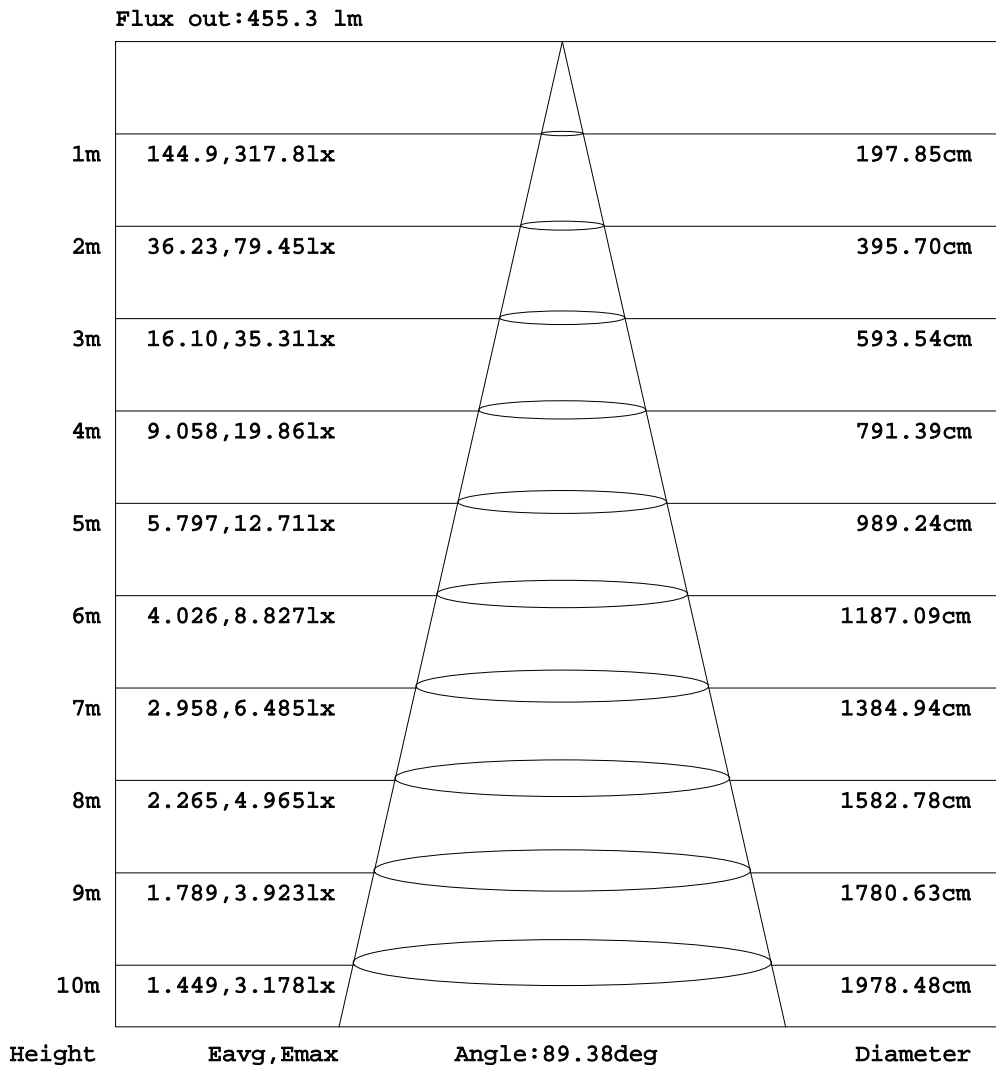 Flux out:455.3 lm
1m 144.9,317.8lx 197.85cm
2m 36.23,79.45lx 395.70cm
3m 16.10,35.31lx 593.54cm
4m 9.058,19.86lx 791.39cm
5m 5.797,12.71lx 989.24cm
6m 4.026,8.827lx 1187.09cm
7m 2.958,6.485lx 1384.94cm
8m 2.265,4.965lx 1582.78cm
9m 1.789,3.923lx 1780.63cm
10m 1.449,3.178lx 1978.48cm
Height Eavg,Emax Angle:89.38deg Diameter